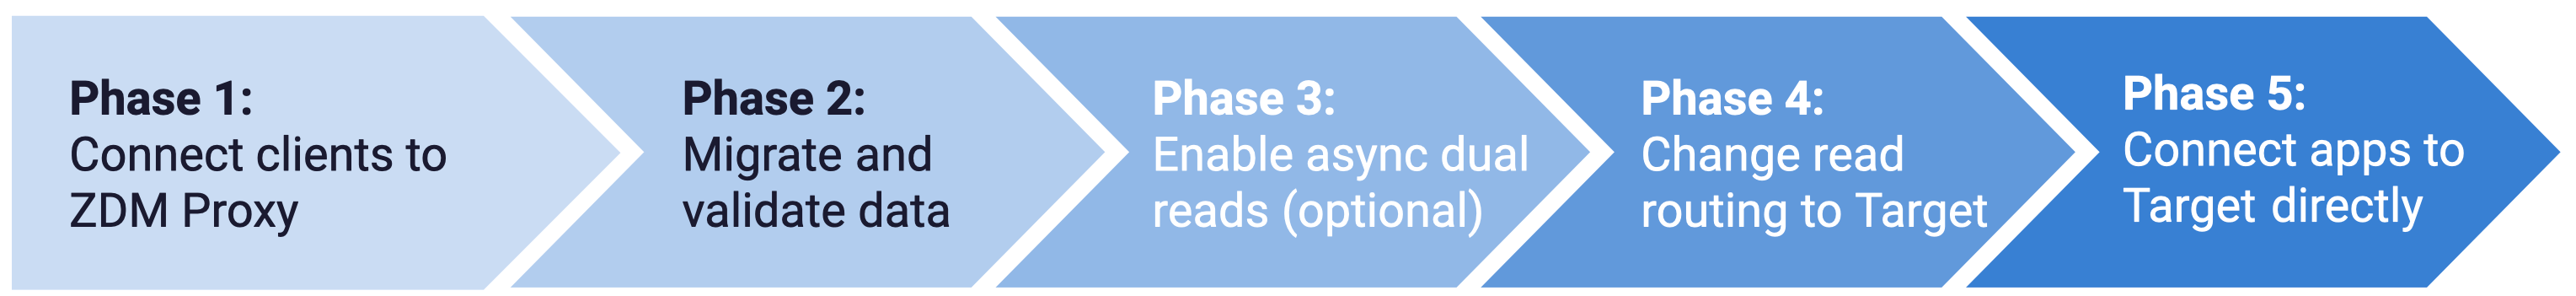 Phase 1:
Connect clients to
ZDM Proxy
Phase 2:
Migrate and
validate data
Phase 3:
Enable async dual
reads (optional)
Phase 4:
Change read
routing to Target
Phase 5:
Connect apps to
Target directly